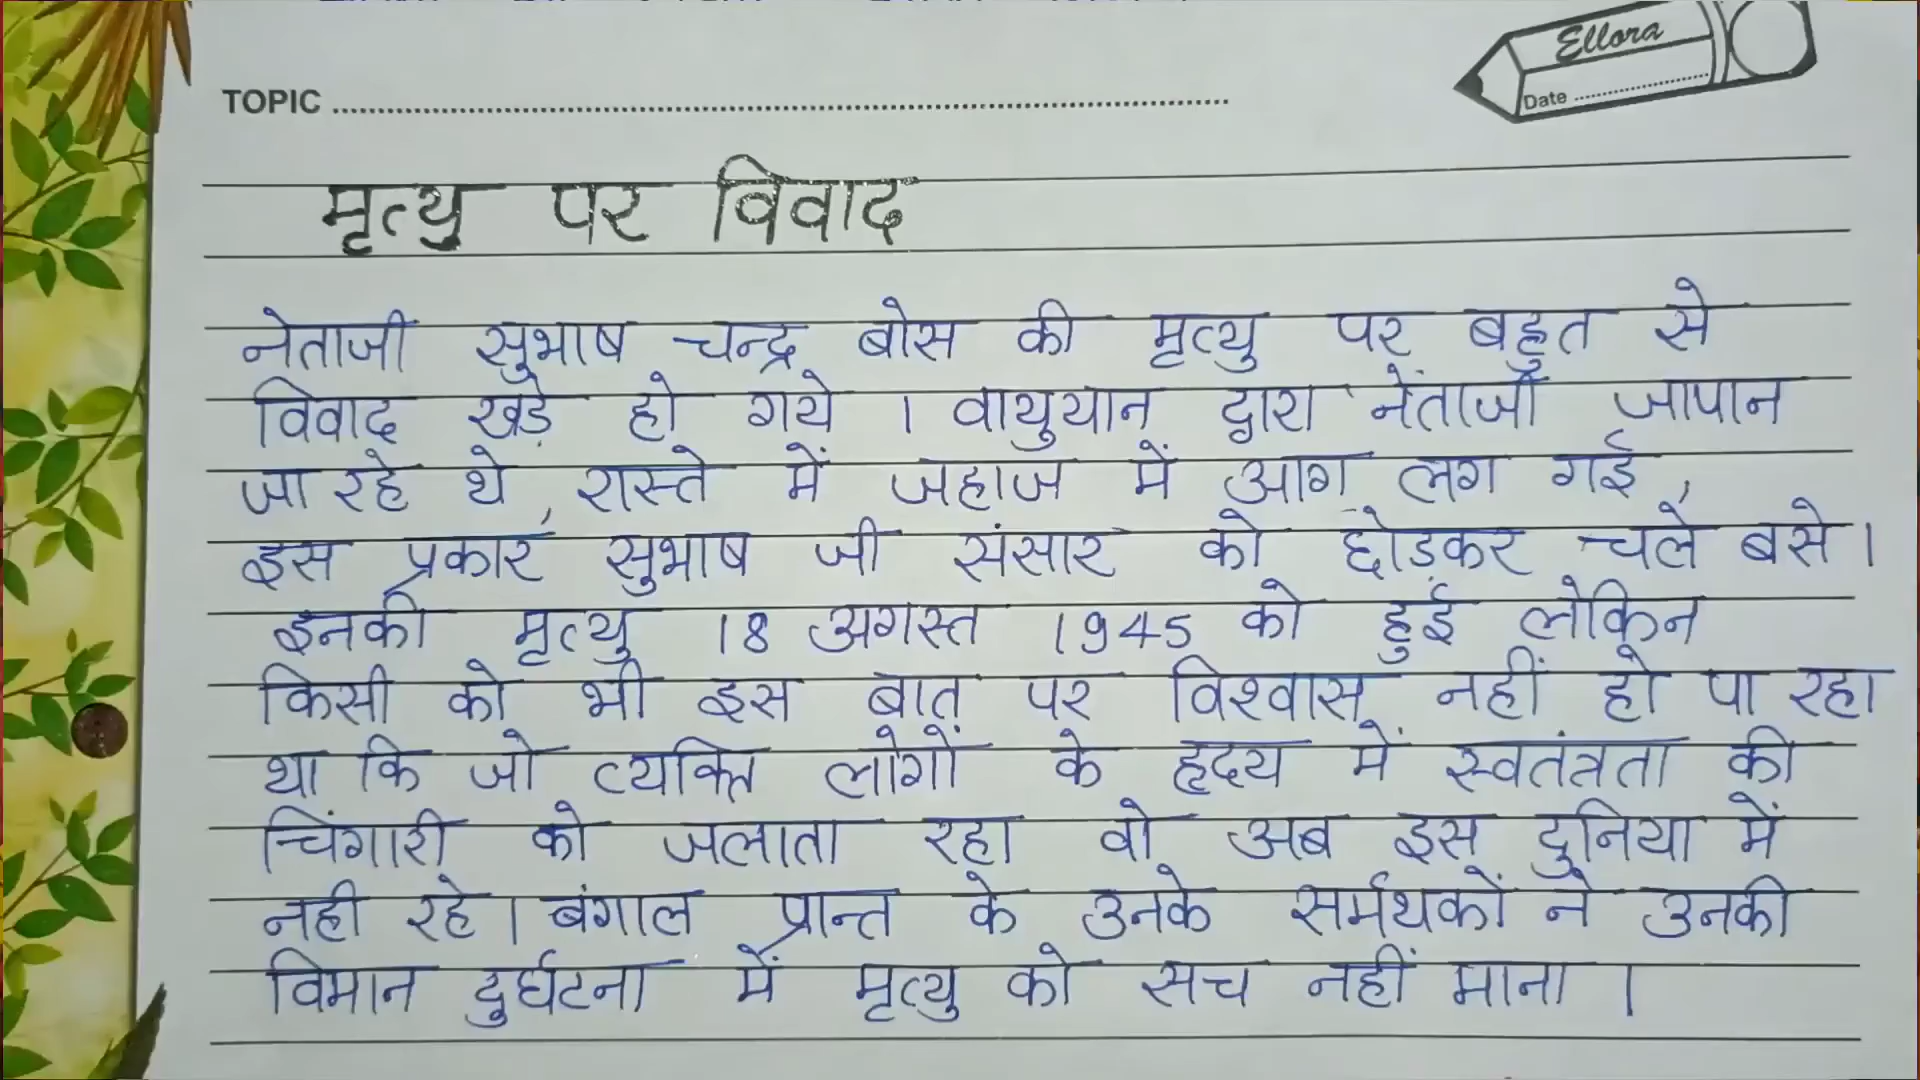 Ellora
TOPIC
Date
मृत्यु पर विवाद
नेताजी सुभाष चन्द्र बोस की मृत्यु पर बहुत से
विवाद खड़े हो गये । वायुयान द्वारा नेताजी जापान
जा रहे थे, रास्ते में जहाज में आग लग गई,
इस प्रकार सुभाष जी संसार को छोड़कर चले बसे ।
इनकी मृत्यु 18 अगस्त 1945 को हुई लेकिन
किसी को भी इस बात पर विश्वास नहीं हो पा रहा
था कि जो व्यक्ति लोगों के हृदय में स्वतंत्रता की
चिंगारी को जलाता रहा वो अब इस दुनिया में
नही रहे । बंगाल प्रान्त के उनके सर्मथकों ने उनकी
विमान दुर्घटना में मृत्यु को सच नहीं माना ।